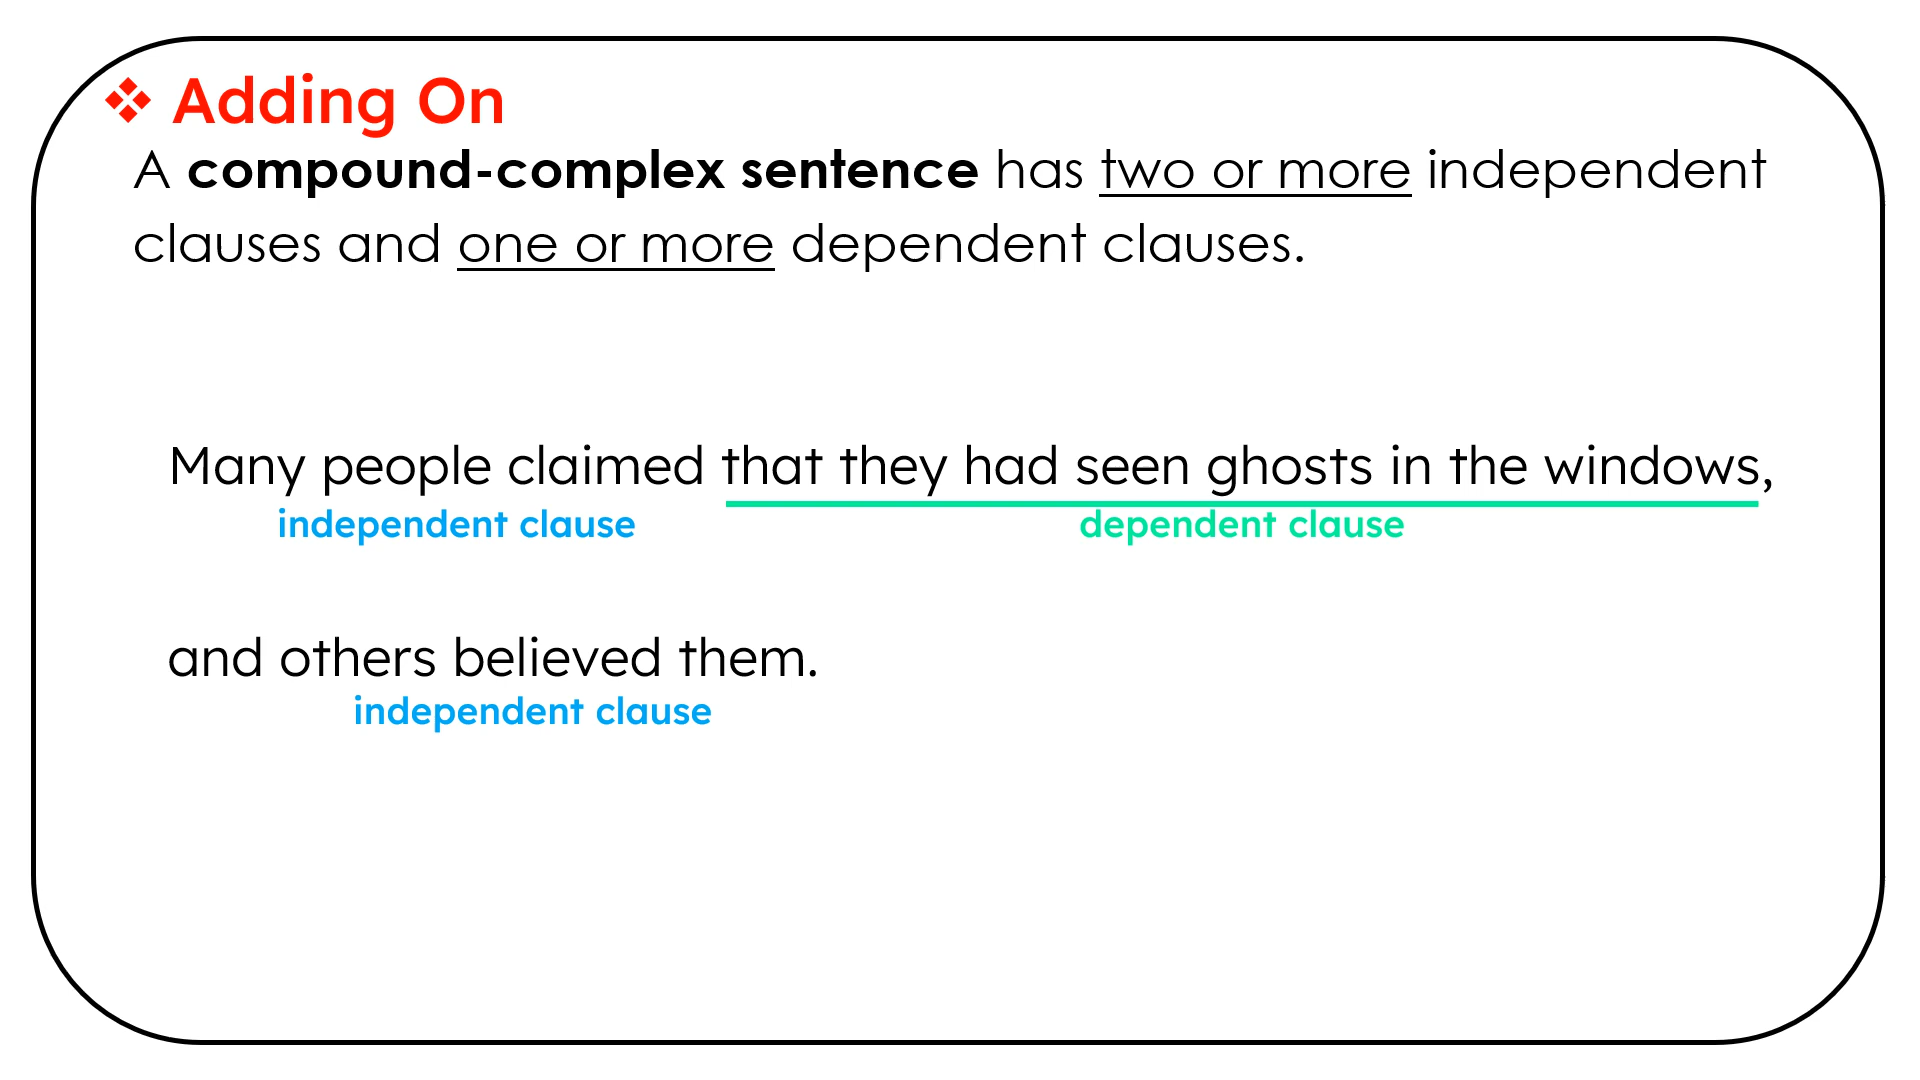 ❖ Adding On
A compound-complex sentence has two or more independent
clauses and one or more dependent clauses.
Many people claimed that they had seen ghosts in the windows,
independent clause dependent clause
and others believed them.
independent clause